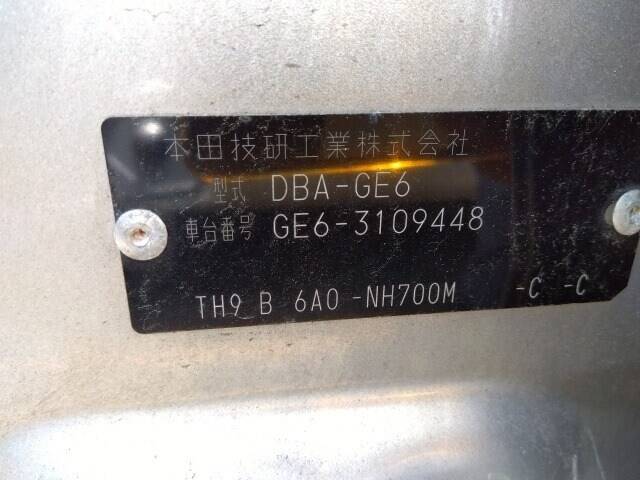 本田技研工業株式会社
型式 DBA-GE6
車台番号 GE6-3109448
TH9 B 6A0 -NH700M -C -C